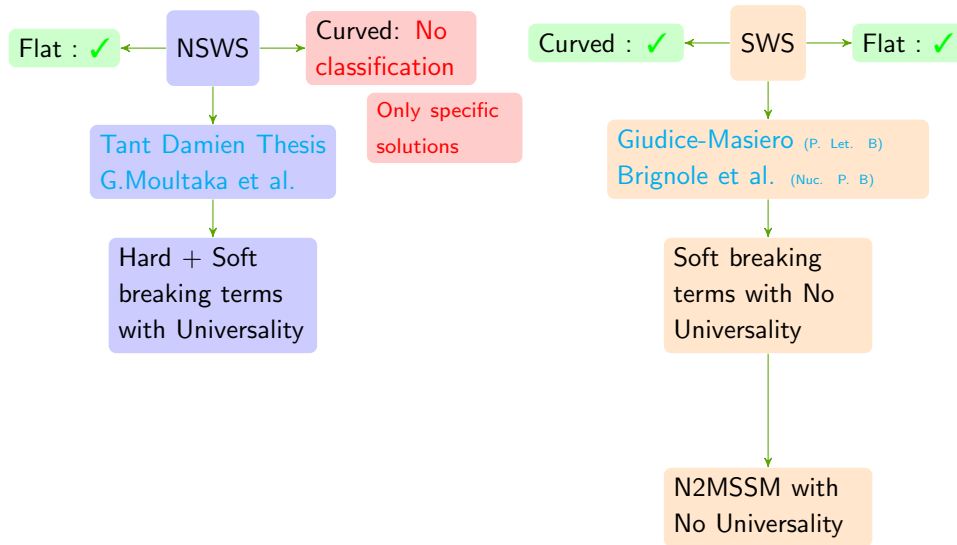 Flat : ✓
NSWS
Curved: No
classification
Only specific
solutions
Tant Damien Thesis
G.Moultaka et al.
Hard + Soft
breaking terms
with Universality
Curved : ✓
SWS
Flat : ✓
Giudice-Masiero (P. Let. B)
Brignole et al. (Nuc. P. B)
Soft breaking
terms with No
Universality
N2MSSM with
No Universality